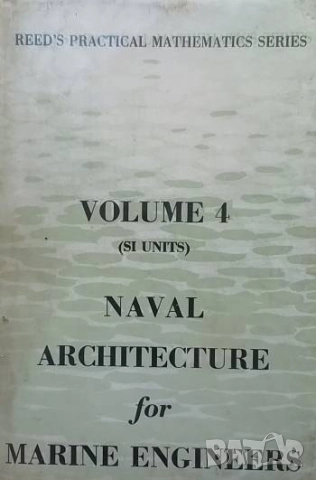 REED'S PRACTICAL MATHEMATICS SERIES
VOLUME 4
(SI UNITS)
NAVAL
ARCHITECTURE
for
MARINE ENGINEERS